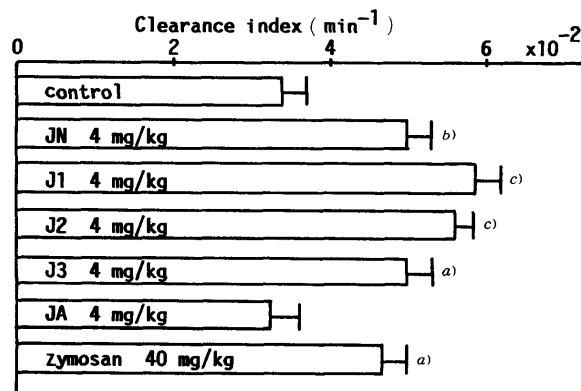 Clearance index ( min⁻¹ )
0 2 4 6 x10⁻²
control
JN 4 mg/kg b)
J1 4 mg/kg c)
J2 4 mg/kg c)
J3 4 mg/kg a)
JA 4 mg/kg
zymosan 40 mg/kg a)